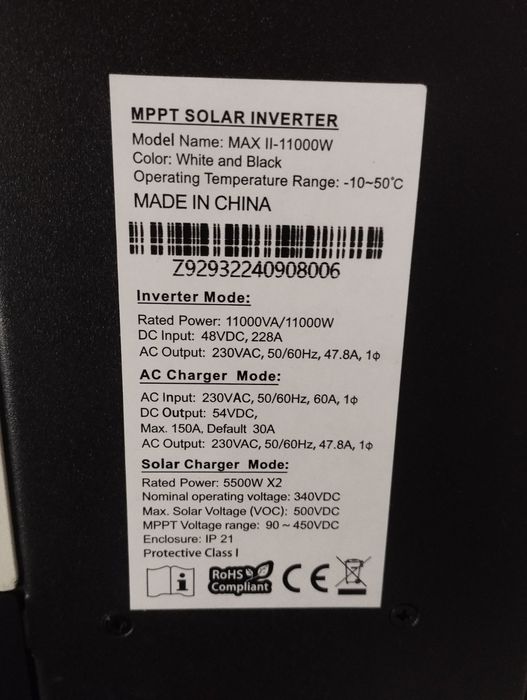 MPPT SOLAR INVERTER
Model Name: MAX II-11000W
Color: White and Black
Operating Temperature Range: -10~50°C
MADE IN CHINA
Z92932240908006
Inverter Mode:
Rated Power: 11000VA/11000W
DC Input: 48VDC, 228A
AC Output: 230VAC, 50/60Hz, 47.8A, 1ϕ
AC Charger Mode:
AC Input: 230VAC, 50/60Hz, 60A, 1ϕ
DC Output: 54VDC,
Max. 150A, Default 30A
AC Output: 230VAC, 50/60Hz, 47.8A, 1ϕ
Solar Charger Mode:
Rated Power: 5500W X2
Nominal operating voltage: 340VDC
Max. Solar Voltage (VOC): 500VDC
MPPT Voltage range: 90 ~ 450VDC
Enclosure: IP 21
Protective Class I
i RoHS CE
Compliant